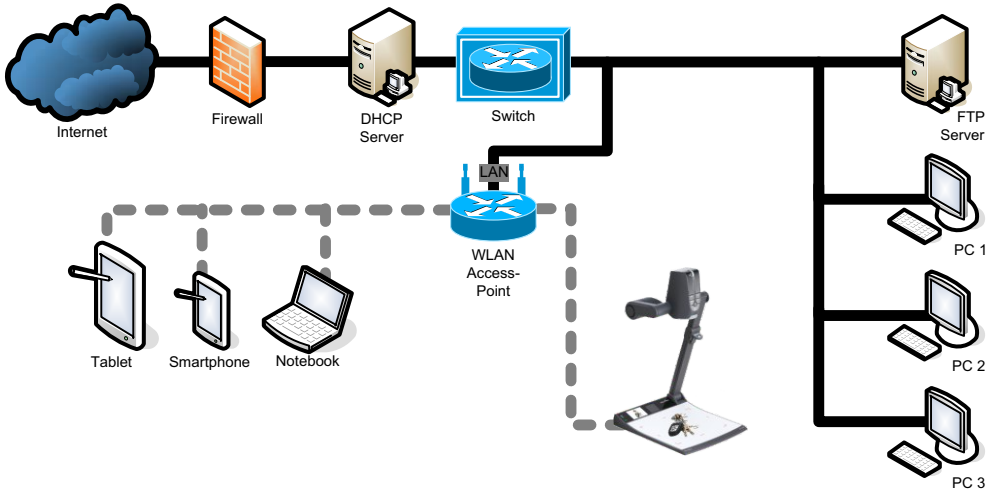 Internet
Firewall
DHCP
Server
Switch
FTP
Server
LAN
WLAN
Access-
Point
PC 1
Tablet
Smartphone
Notebook
PC 2
PC 3